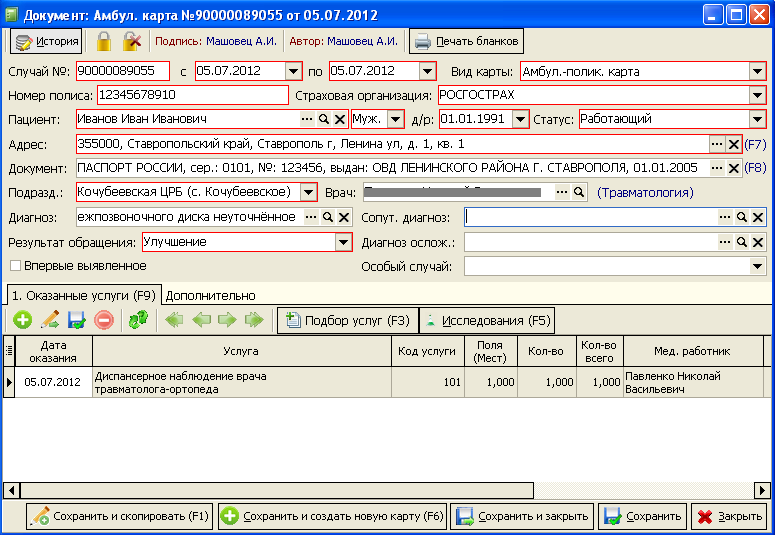 Документ: Амбул. карта №90000089055 от 05.07.2012
История Подпись: Машовец А.И. Автор: Машовец А.И. Печать бланков
Случай №: 90000089055 с 05.07.2012 по 05.07.2012 Вид карты: Амбул.-полик. карта
Номер полиса: 12345678910 Страховая организация: РОСГОСТРАХ
Пациент: Иванов Иван Иванович Муж. д/р: 01.01.1991 Статус: Работающий
Адрес: 355000, Ставропольский край, Ставрополь г, Ленина ул, д. 1, кв. 1 (F7)
Документ: ПАСПОРТ РОССИИ, сер.: 0101, №: 123456, выдан: ОВД ЛЕНИНСКОГО РАЙОНА Г. СТАВРОПОЛЯ, 01.01.2005 (F8)
Подразд.: Кочубеевская ЦРБ (с. Кочубеевское) Врач: (Травматология)
Диагноз: ежпозвоночного диска неуточнённое Сопут. диагноз:
Результат обращения: Улучшение Диагноз ослож.:
Впервые выявленное Особый случай:
1. Оказанные услуги (F9) Дополнительно
Подбор услуг (F3) Исследования (F5)
Дата оказания Услуга Код услуги Поля (Мест) Кол-во Кол-во всего Мед. работник
05.07.2012 Диспансерное наблюдение врача травматолога-ортопеда 101 1,000 1,000 1,000 Павленко Николай Васильевич
Сохранить и скопировать (F1) Сохранить и создать новую карту (F6) Сохранить и закрыть Сохранить Закрыть